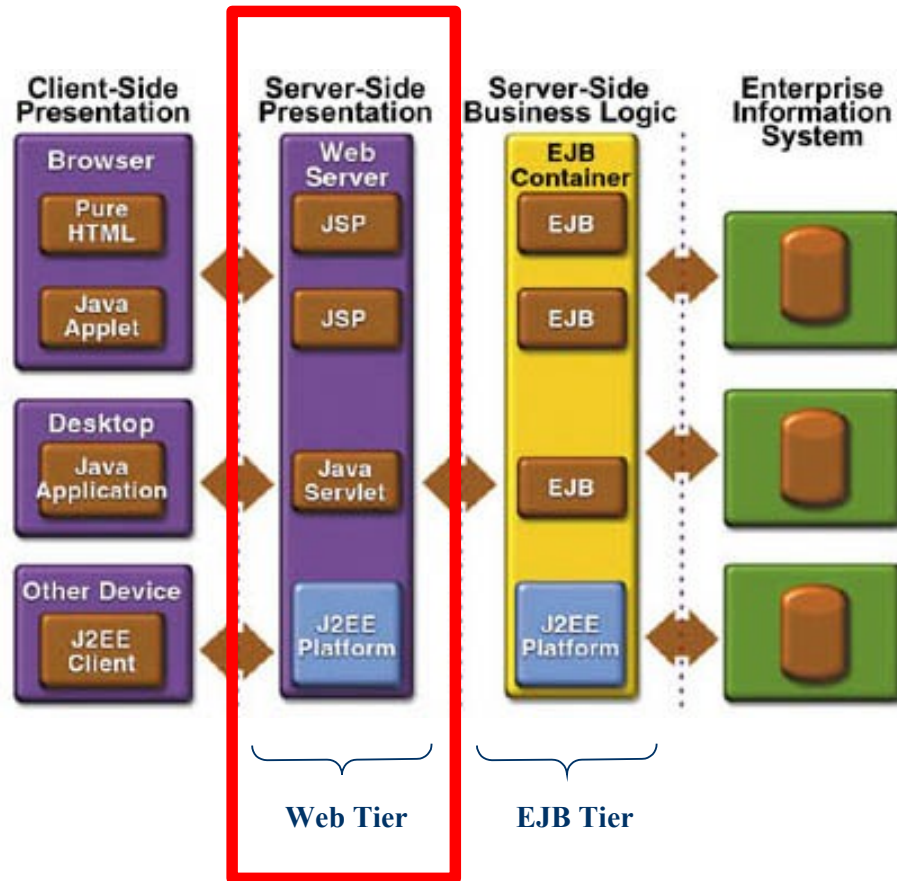 Client-Side
Presentation
Server-Side
Presentation
Server-Side
Business Logic
Enterprise
Information
System
Browser
Pure
HTML
Java
Applet
Desktop
Java
Application
Other Device
J2EE
Client
Web
Server
JSP
JSP
Java
Servlet
J2EE
Platform
EJB
Container
EJB
EJB
EJB
J2EE
Platform
Web Tier
EJB Tier